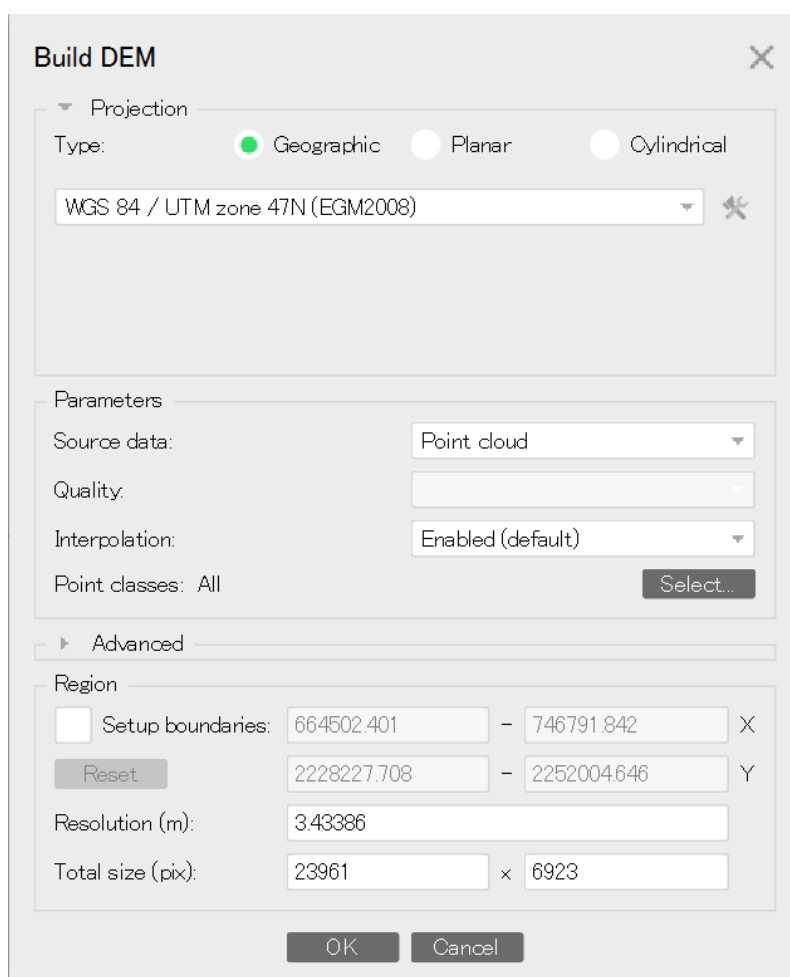 Build DEM
Projection
Type: Geographic Planar Cylindrical
WGS 84 / UTM zone 47N (EGM2008)
Parameters
Source data: Point cloud
Quality:
Interpolation: Enabled (default)
Point classes: All Select...
Advanced
Region
Setup boundaries: 664502.401 - 746791.842 X
Reset 2228227.708 - 2252004.646 Y
Resolution (m): 3.43386
Total size (pix): 23961 x 6923
OK Cancel